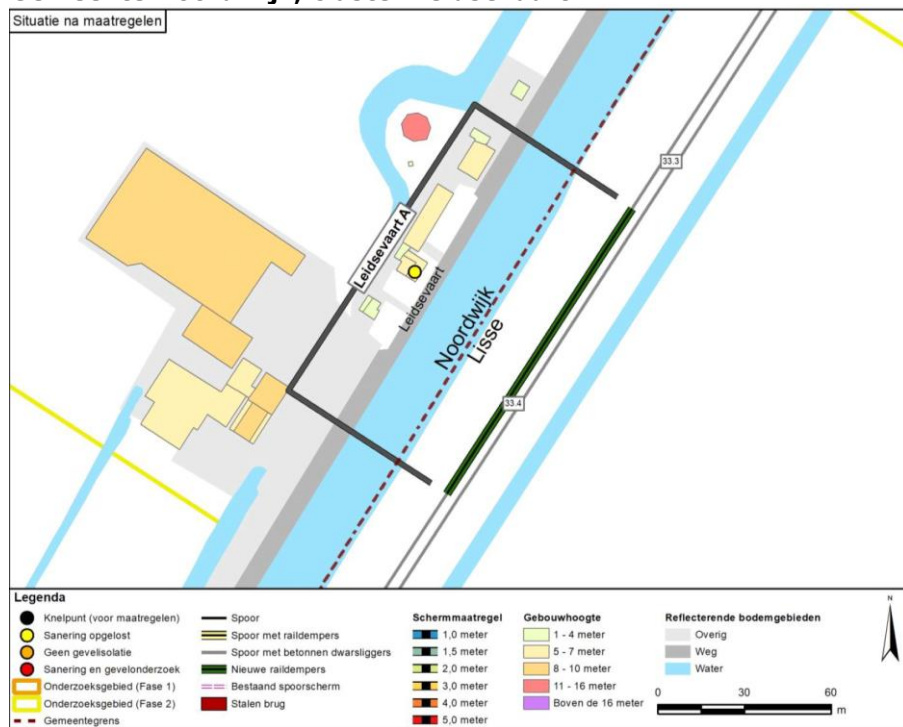 Situatie na maatregelen
33.3
Leidsevaart A
Leidsevaart
Noordwijk
Lisse
33.4
Legenda
Knelpunt (voor maatregelen)
Sanering opgelost
Geen gevelisolatie
Sanering en gevelonderzoek
Onderzoeksgebied (Fase 1)
Onderzoeksgebied (Fase 2)
Gemeentegrens
Spoor
Spoor met raildempers
Spoor met betonnen dwarsliggers
Nieuwe raildempers
Bestaand spoorscherm
Stalen brug
Schermmaatregel
1,0 meter
1,5 meter
2,0 meter
3,0 meter
4,0 meter
5,0 meter
Gebouwhoogte
1 - 4 meter
5 - 7 meter
8 - 10 meter
11 - 16 meter
Boven de 16 meter
Reflecterende bodemgebieden
Overig
Weg
Water
N
0 30 60
m